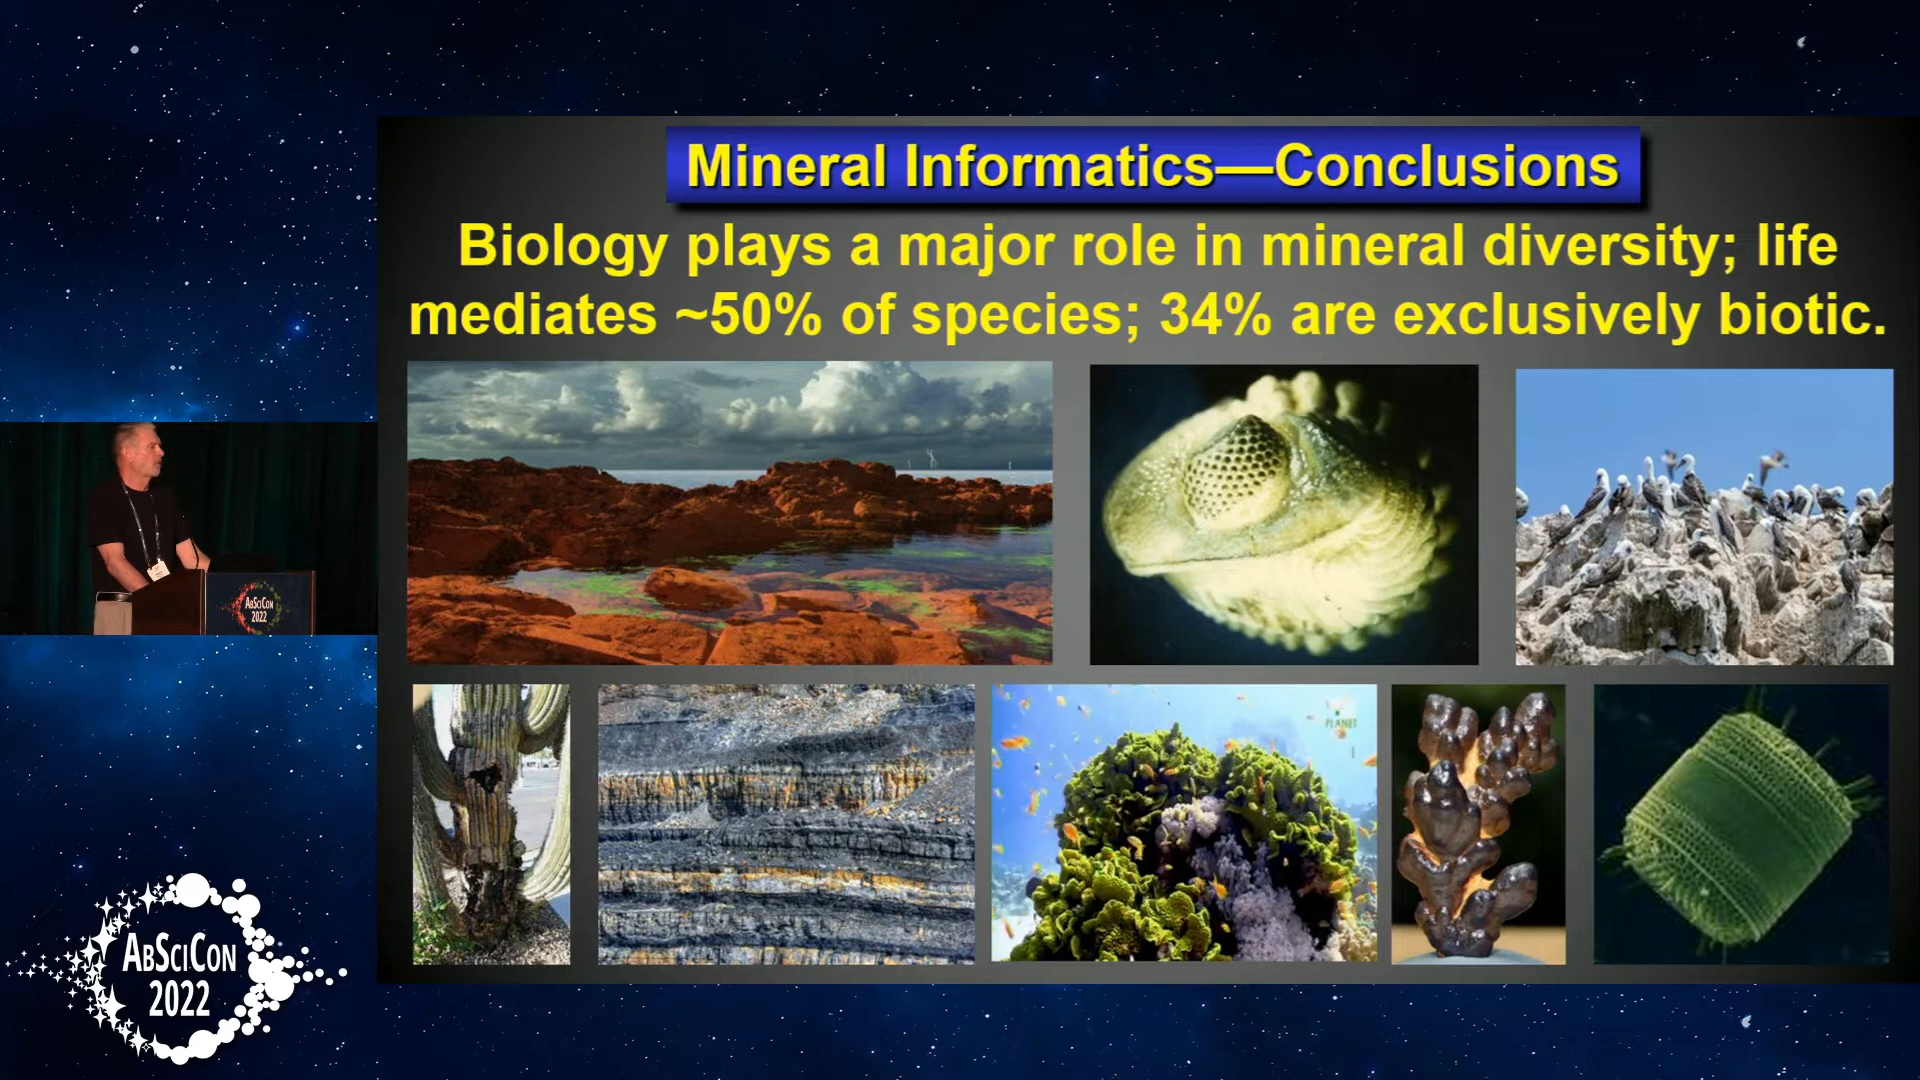 Mineral Informatics—Conclusions
Biology plays a major role in mineral diversity; life
mediates ~50% of species; 34% are exclusively biotic.
PLANET
ABSCICON
2022
ABSCICON
2022